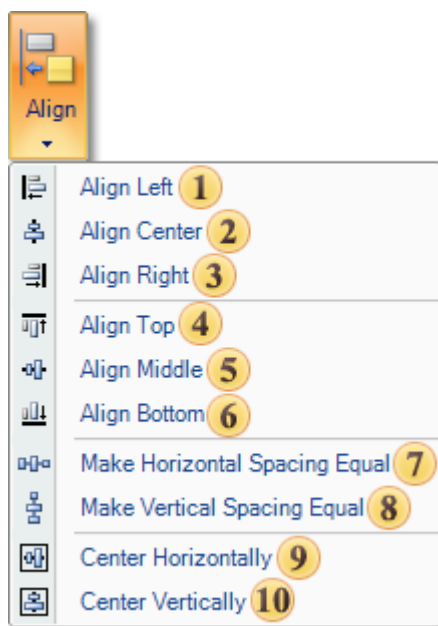 Align
Align Left 1
Align Center 2
Align Right 3
Align Top 4
Align Middle 5
Align Bottom 6
Make Horizontal Spacing Equal 7
Make Vertical Spacing Equal 8
Center Horizontally 9
Center Vertically 10